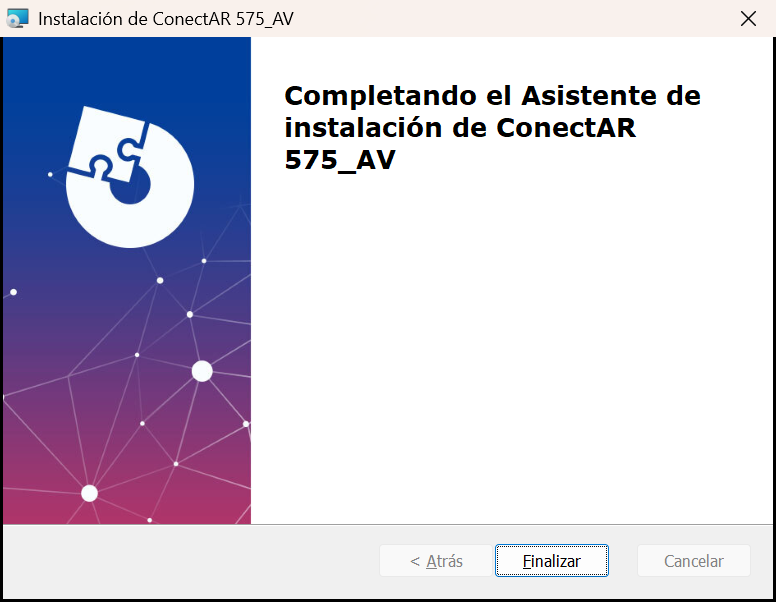 Instalación de ConectAR 575_AV
Completando el Asistente de
instalación de ConectAR
575_AV
< Atrás
Finalizar
Cancelar